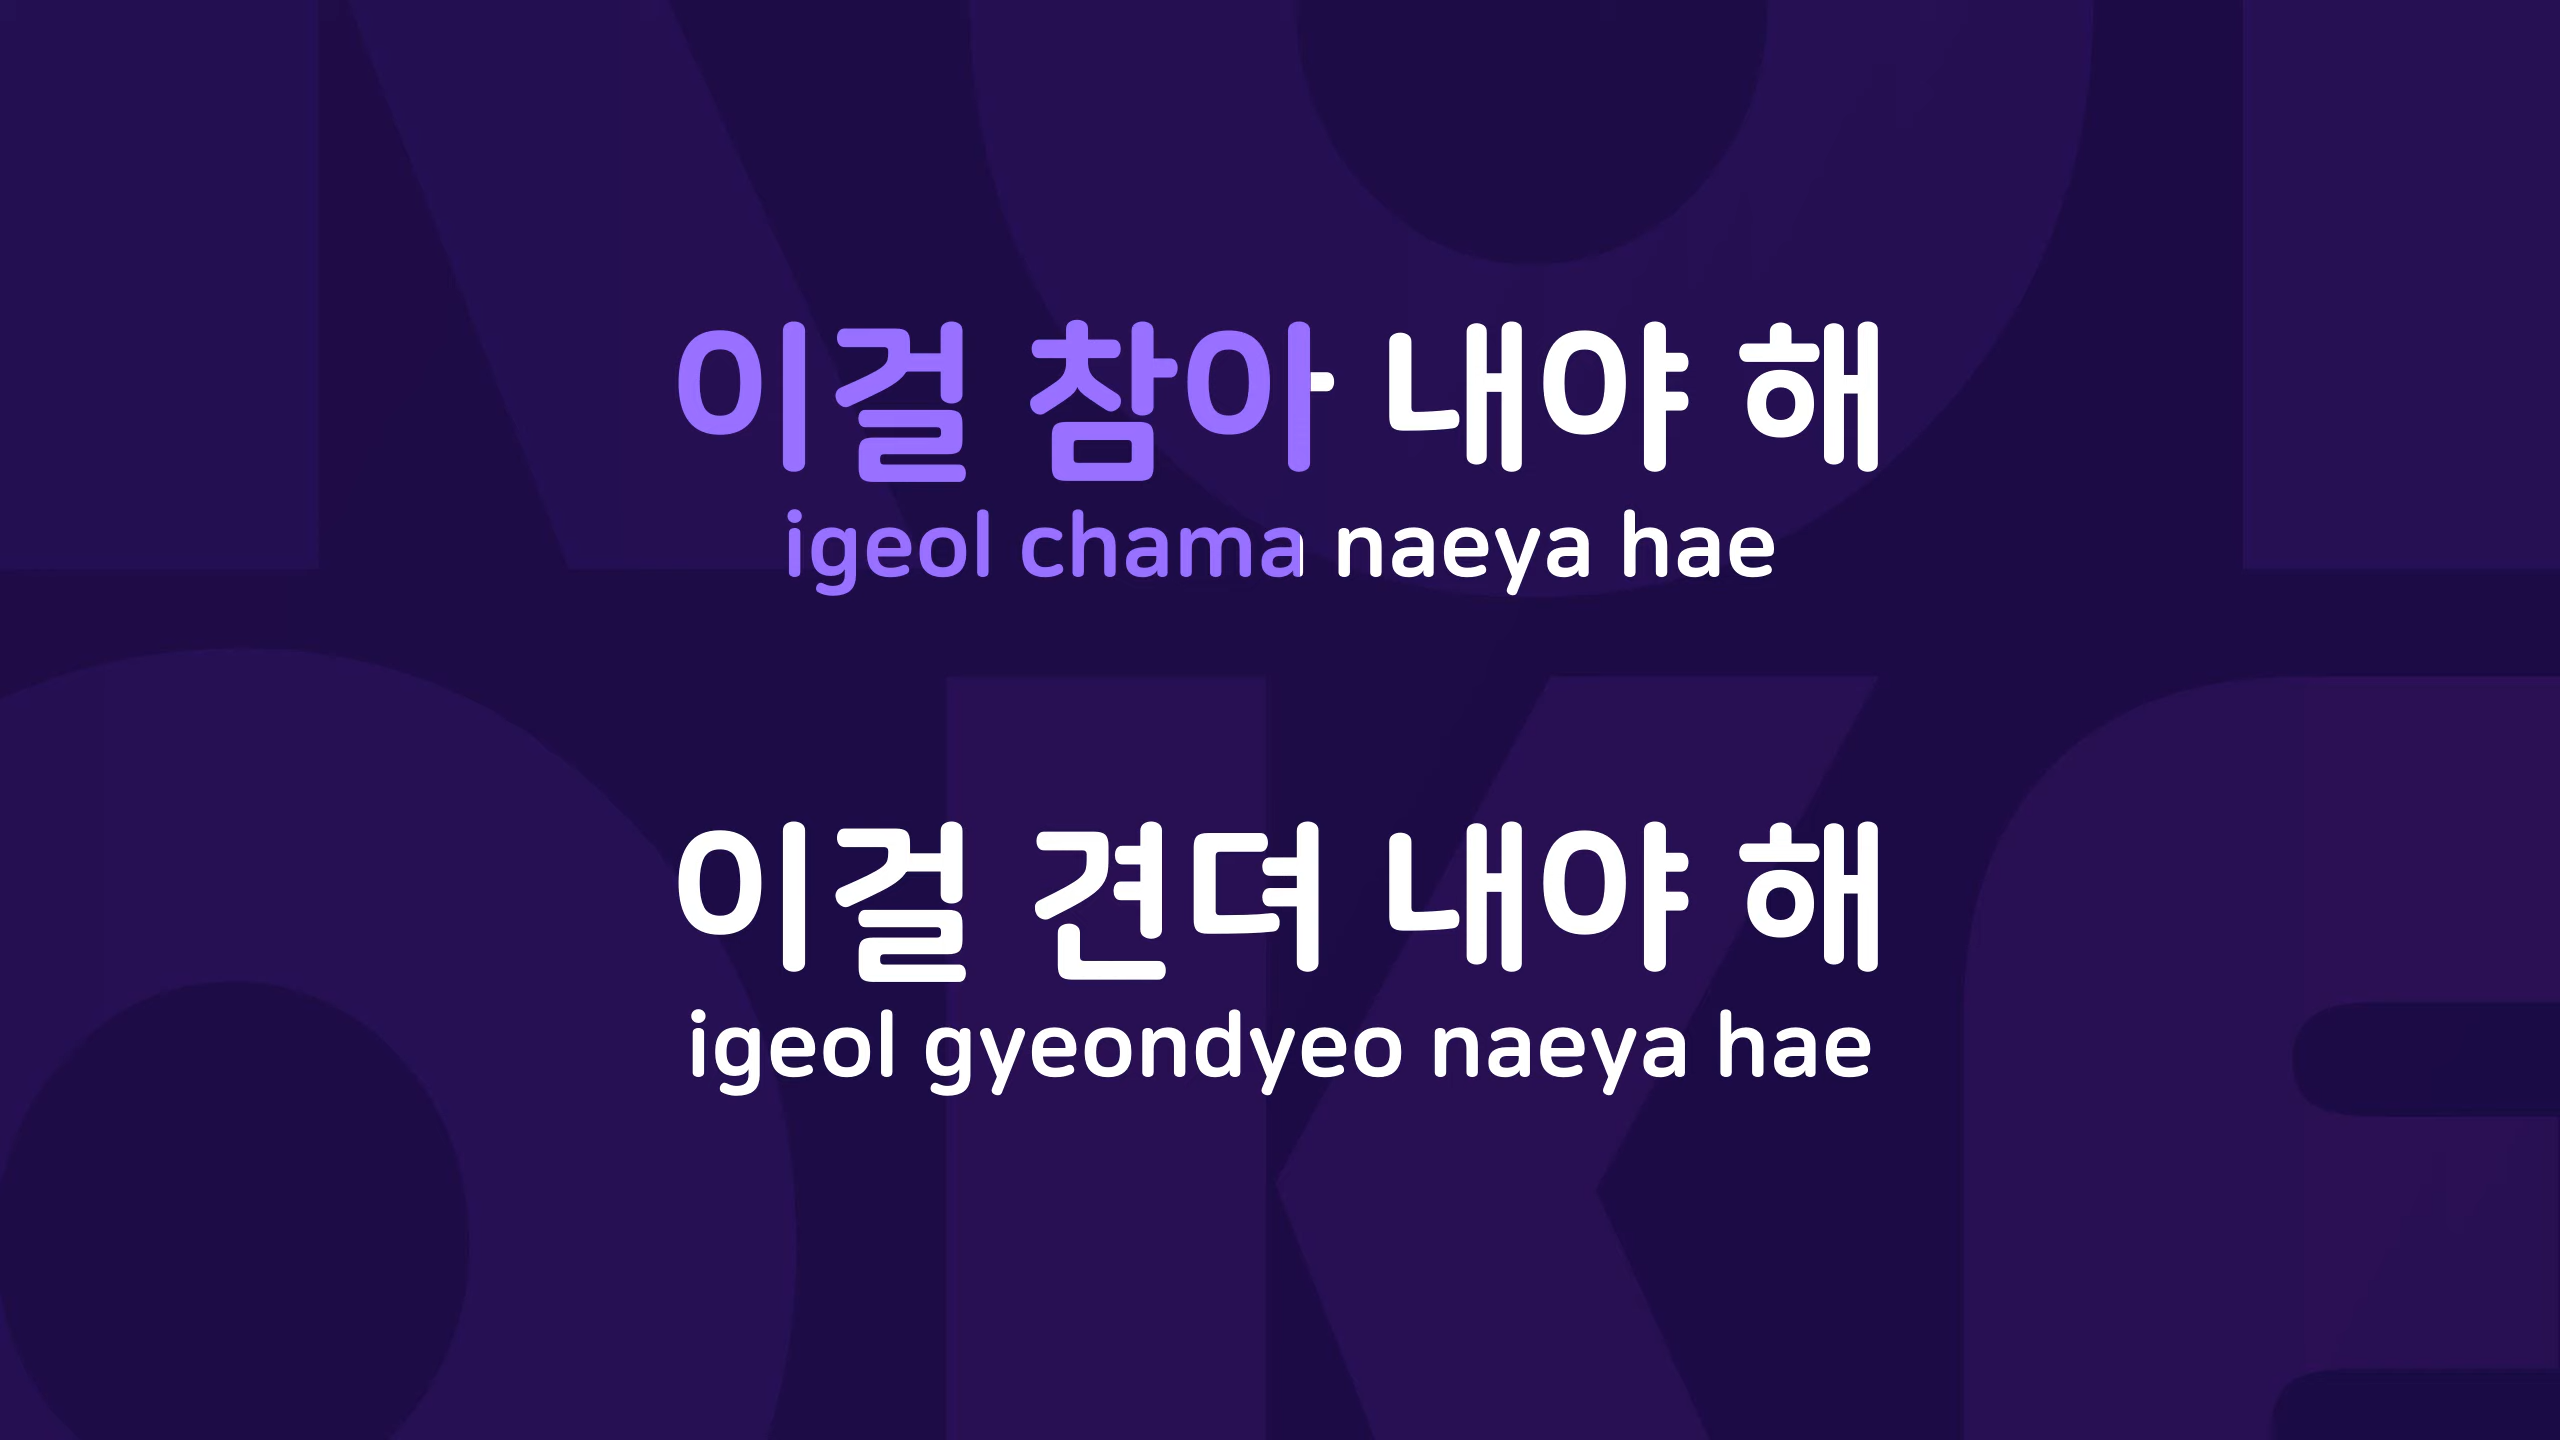 이걸 참아 내야 해
igeol chama naeya hae
이걸 견뎌 내야 해
igeol gyeondyeo naeya hae